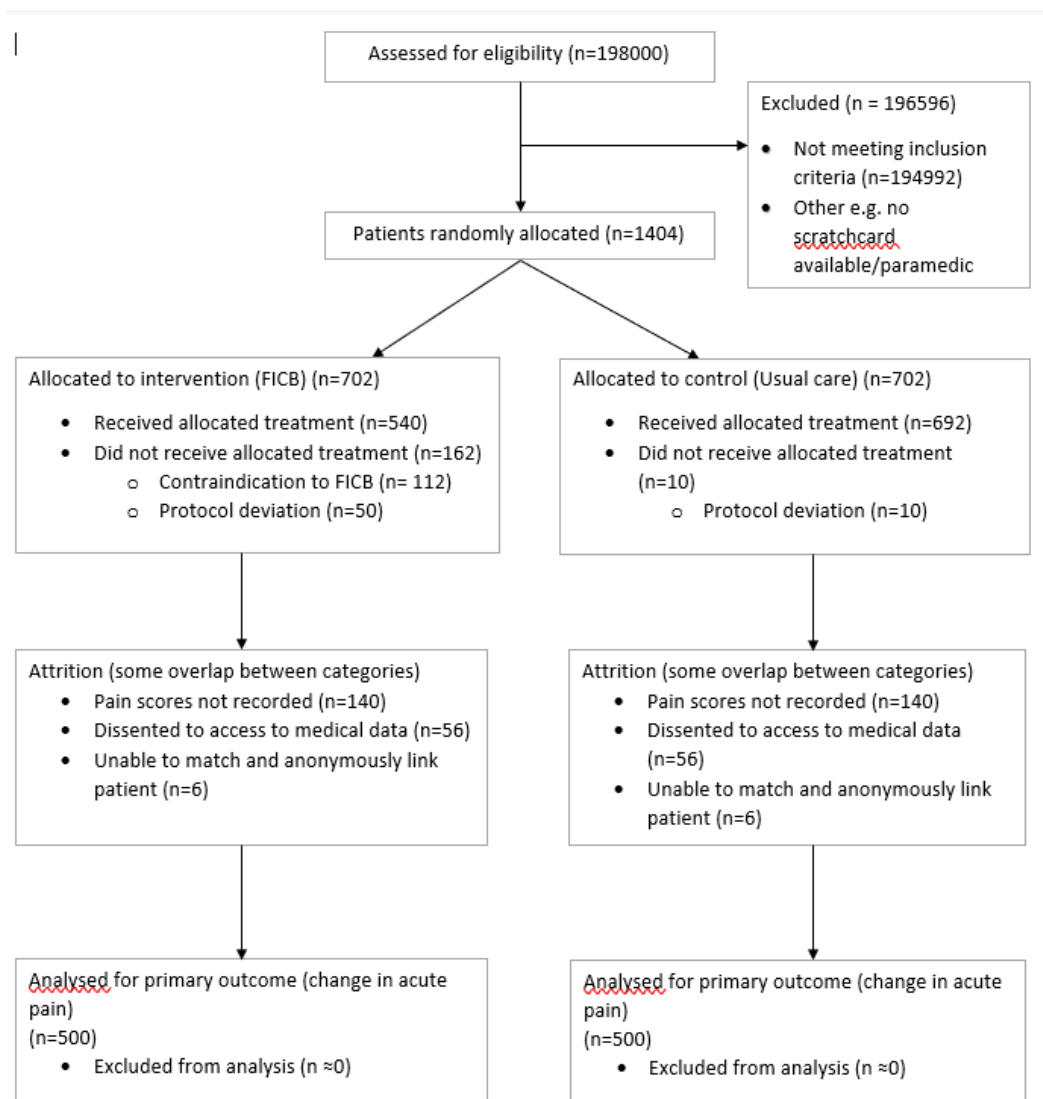 Assessed for eligibility (n=198000)
Excluded (n = 196596)
• Not meeting inclusion
criteria (n=194992)
• Other e.g. no
scratchcard
available/paramedic
Patients randomly allocated (n=1404)
Allocated to intervention (FICB) (n=702)
• Received allocated treatment (n=540)
• Did not receive allocated treatment (n=162)
o Contraindication to FICB (n= 112)
o Protocol deviation (n=50)
Allocated to control (Usual care) (n=702)
• Received allocated treatment (n=692)
• Did not receive allocated treatment
(n=10)
o Protocol deviation (n=10)
Attrition (some overlap between categories)
• Pain scores not recorded (n=140)
• Dissented to access to medical data (n=56)
• Unable to match and anonymously link
patient (n=6)
Attrition (some overlap between categories)
• Pain scores not recorded (n=140)
• Dissented to access to medical data
(n=56)
• Unable to match and anonymously link
patient (n=6)
Analysed for primary outcome (change in acute
pain)
(n=500)
• Excluded from analysis (n ≈0)
Analysed for primary outcome (change in acute
pain)
(n=500)
• Excluded from analysis (n ≈0)